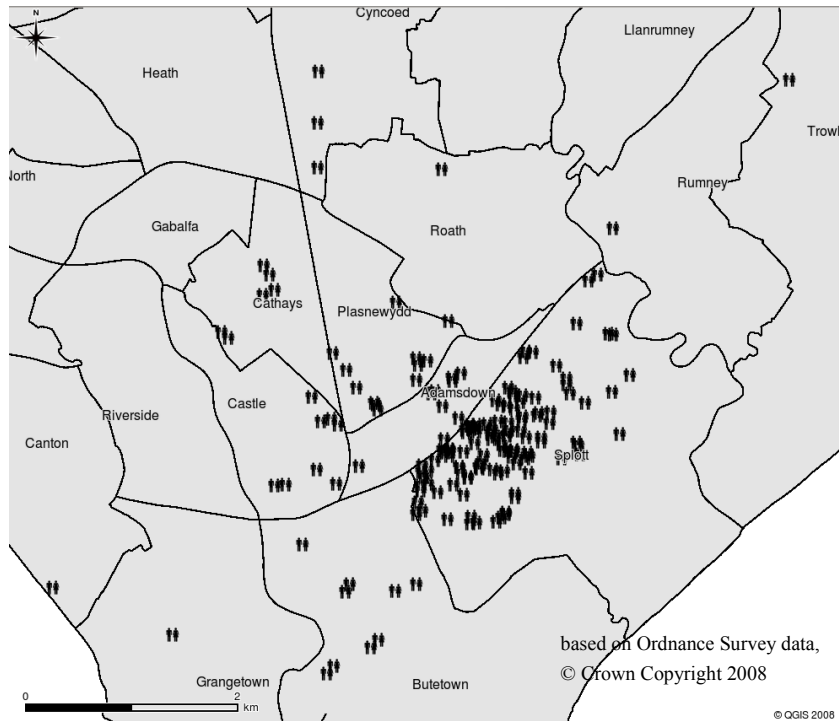 Cyncoed
N
Llanrumney
Heath
Trowl
North
Rumney
Gabalfa
Roath
Cathays
Plasnewydd
Adamsdown
Castle
Riverside
Canton
Splott
based on Ordnance Survey data,
© Crown Copyright 2008
Grangetown
Butetown
0 2
km
© QGIS 2008